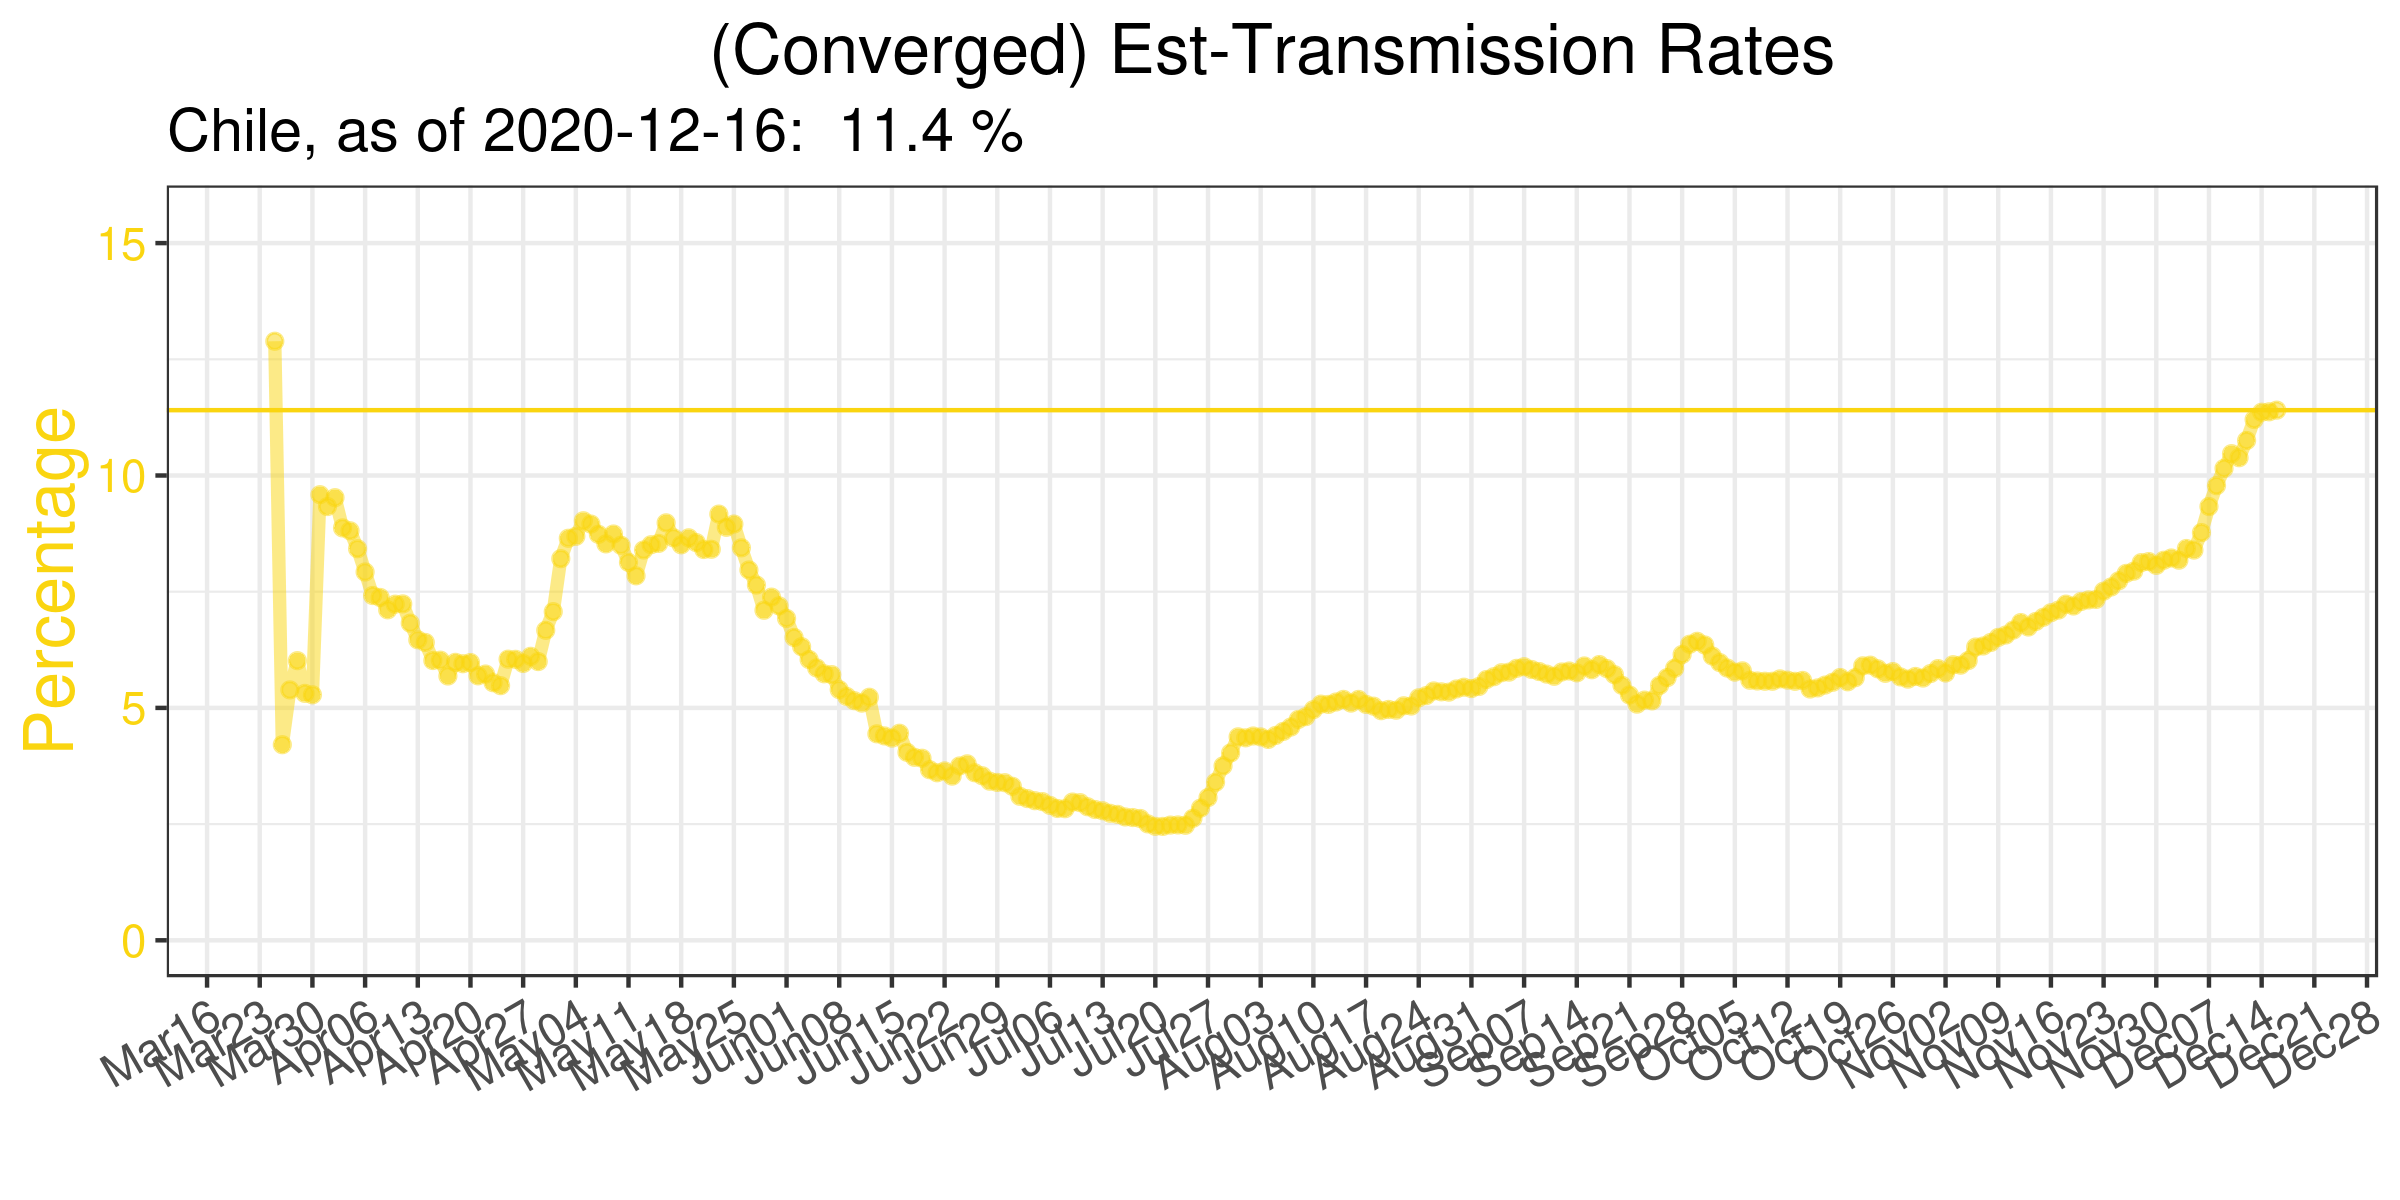 (Converged) Est-Transmission Rates
Chile, as of 2020-12-16:  11.4 %
Percentage
15
10
5
0
Mar16
Mar23
Mar30
Apr06
Apr13
Apr20
Apr27
May04
May11
May18
May25
Jun01
Jun08
Jun15
Jun22
Jun29
Jul06
Jul13
Jul20
Jul27
Aug03
Aug10
Aug17
Aug24
Aug31
Sep07
Sep14
Sep21
Sep28
Oct05
Oct12
Oct19
Oct26
Nov02
Nov09
Nov16
Nov23
Nov30
Dec07
Dec14
Dec21
Dec28